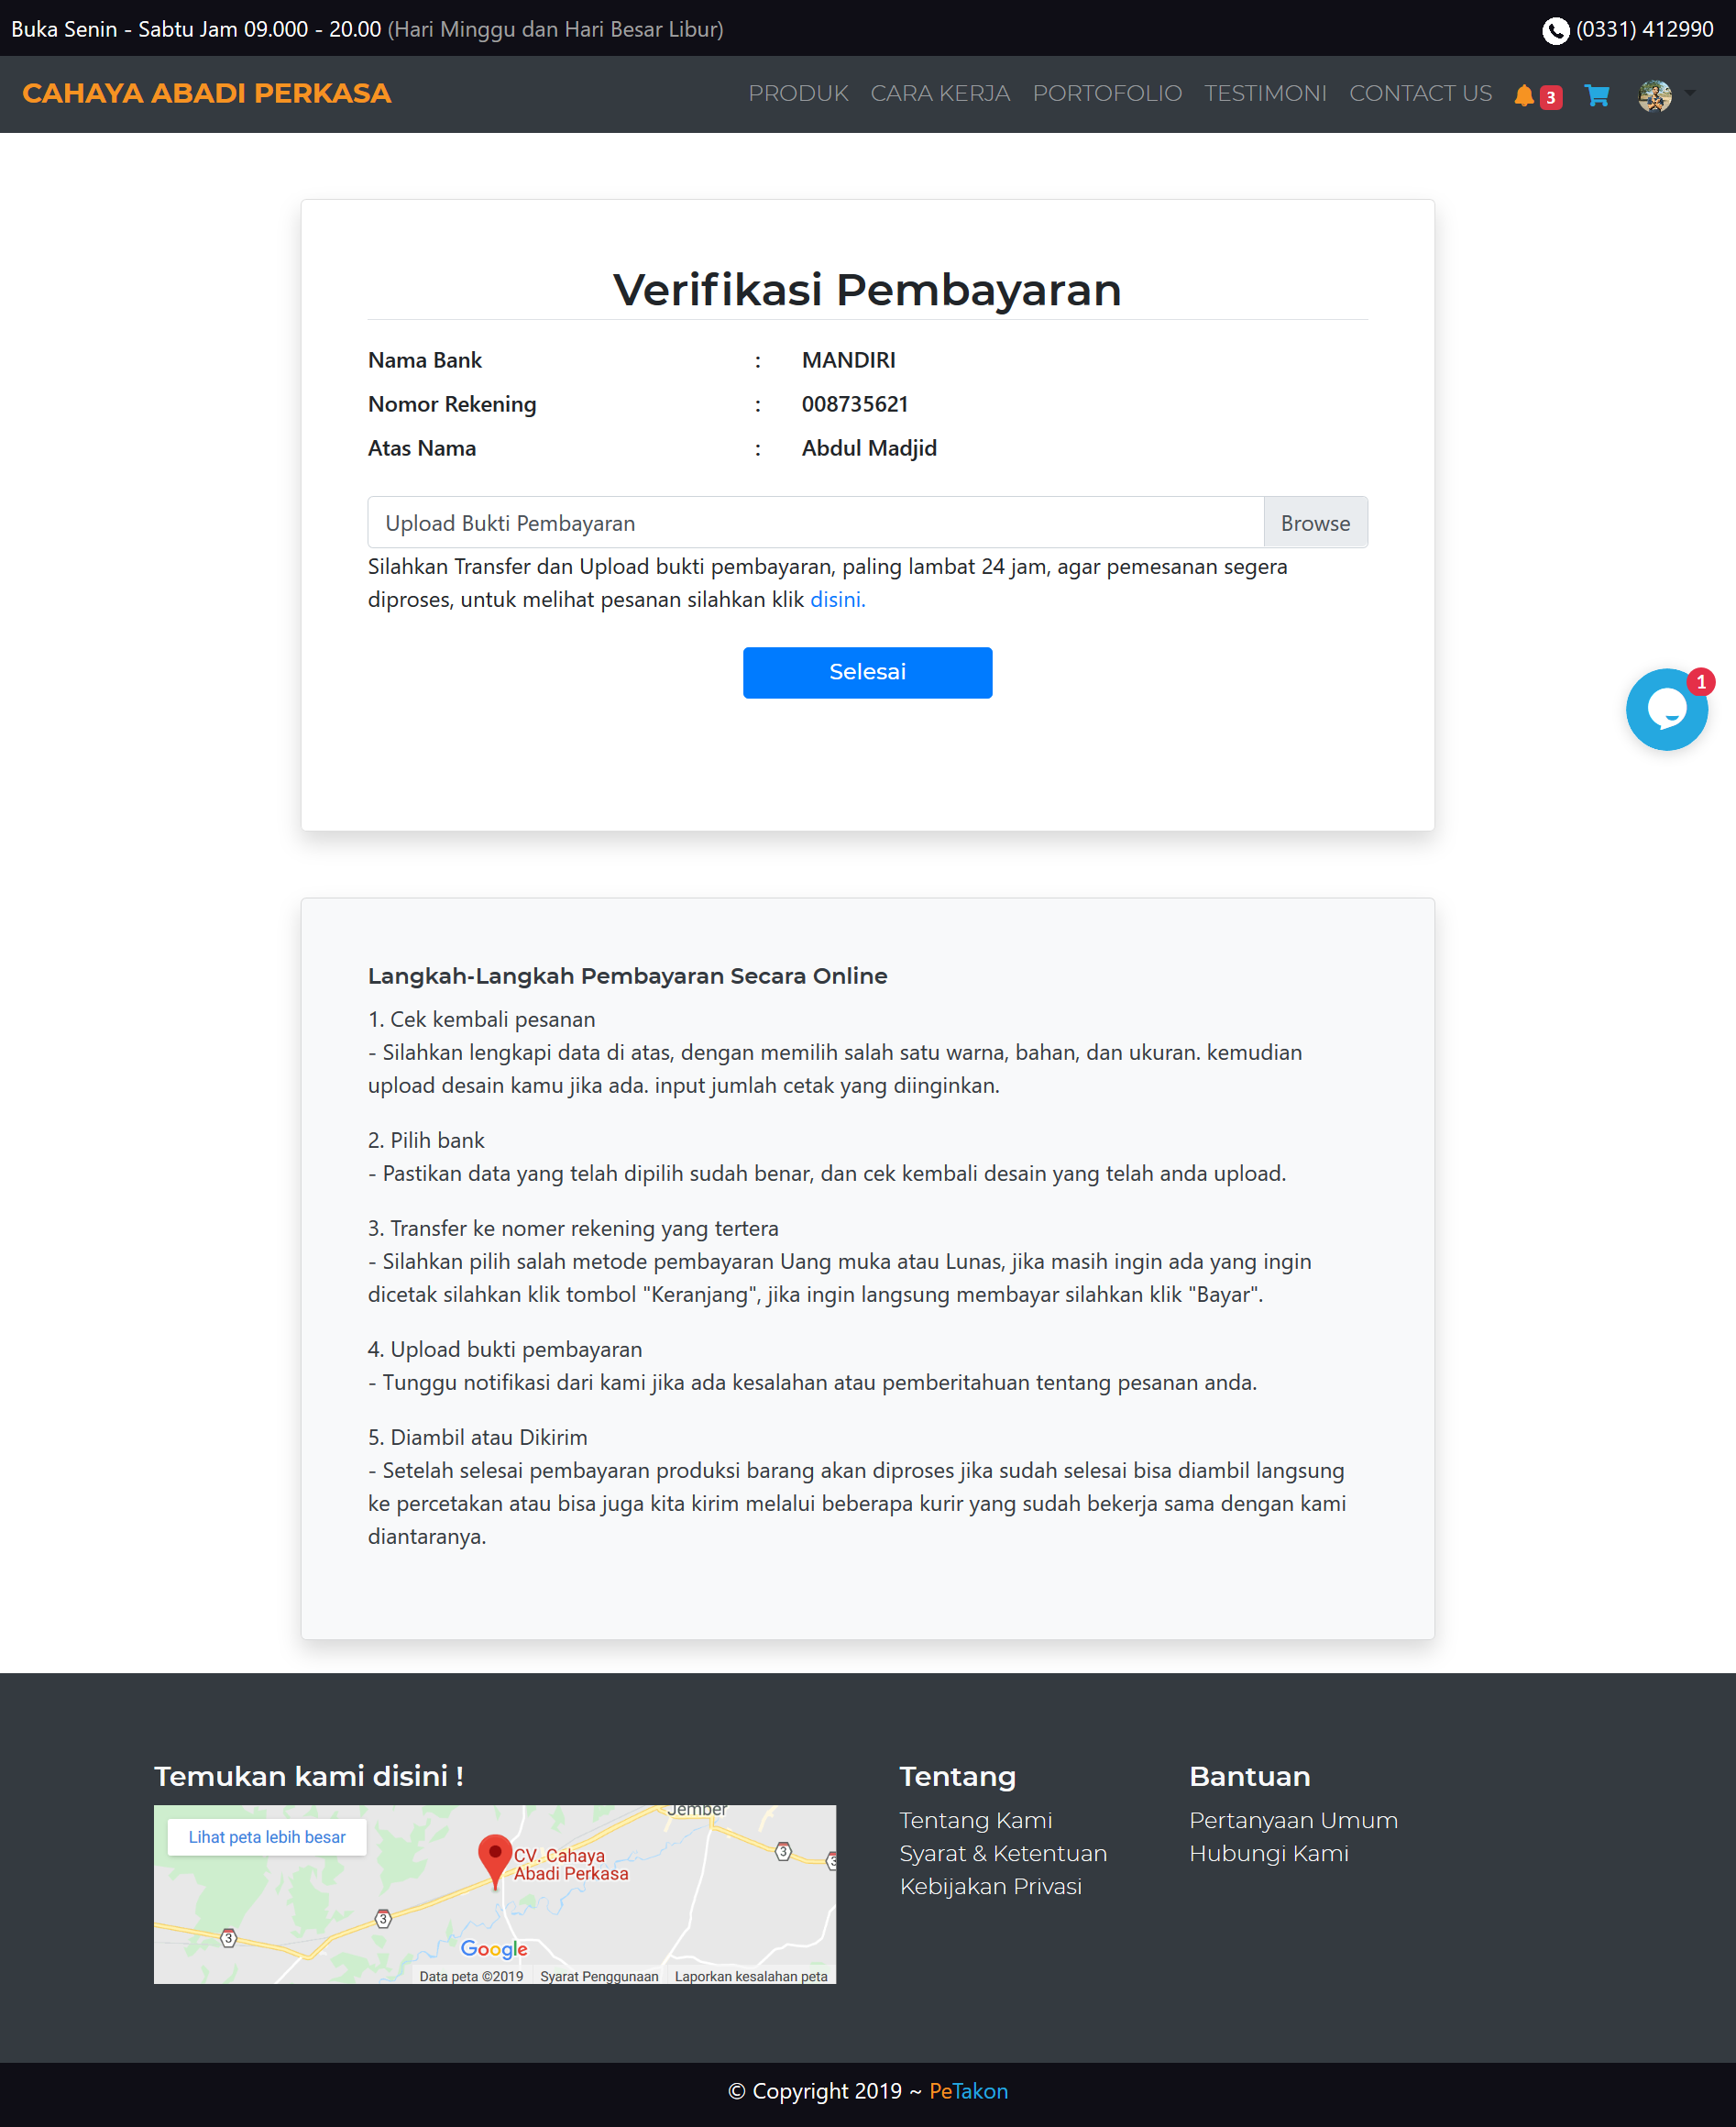 Buka Senin - Sabtu Jam 09.000 - 20.00 (Hari Minggu dan Hari Besar Libur)
(0331) 412990
CAHAYA ABADI PERKASA
PRODUK
CARA KERJA
PORTOFOLIO
TESTIMONI
CONTACT US
3
Verifikasi Pembayaran
Nama Bank : MANDIRI
Nomor Rekening : 008735621
Atas Nama : Abdul Madjid
Upload Bukti Pembayaran
Browse
Silahkan Transfer dan Upload bukti pembayaran, paling lambat 24 jam, agar pemesanan segera
diproses, untuk melihat pesanan silahkan klik disini.
Selesai
1
Langkah-Langkah Pembayaran Secara Online
1. Cek kembali pesanan
- Silahkan lengkapi data di atas, dengan memilih salah satu warna, bahan, dan ukuran. kemudian
upload desain kamu jika ada. input jumlah cetak yang diinginkan.
2. Pilih bank
- Pastikan data yang telah dipilih sudah benar, dan cek kembali desain yang telah anda upload.
3. Transfer ke nomer rekening yang tertera
- Silahkan pilih salah metode pembayaran Uang muka atau Lunas, jika masih ingin ada yang ingin
dicetak silahkan klik tombol "Keranjang", jika ingin langsung membayar silahkan klik "Bayar".
4. Upload bukti pembayaran
- Tunggu notifikasi dari kami jika ada kesalahan atau pemberitahuan tentang pesanan anda.
5. Diambil atau Dikirim
- Setelah selesai pembayaran produksi barang akan diproses jika sudah selesai bisa diambil langsung
ke percetakan atau bisa juga kita kirim melalui beberapa kurir yang sudah bekerja sama dengan kami
diantaranya.
Temukan kami disini !
Lihat peta lebih besar
Jember
CV. Cahaya
Abadi Perkasa
3
3
3
3
Google
Data peta ©2019
Syarat Penggunaan
Laporkan kesalahan peta
Tentang
Tentang Kami
Syarat & Ketentuan
Kebijakan Privasi
Bantuan
Pertanyaan Umum
Hubungi Kami
© Copyright 2019 ~ PeTakon